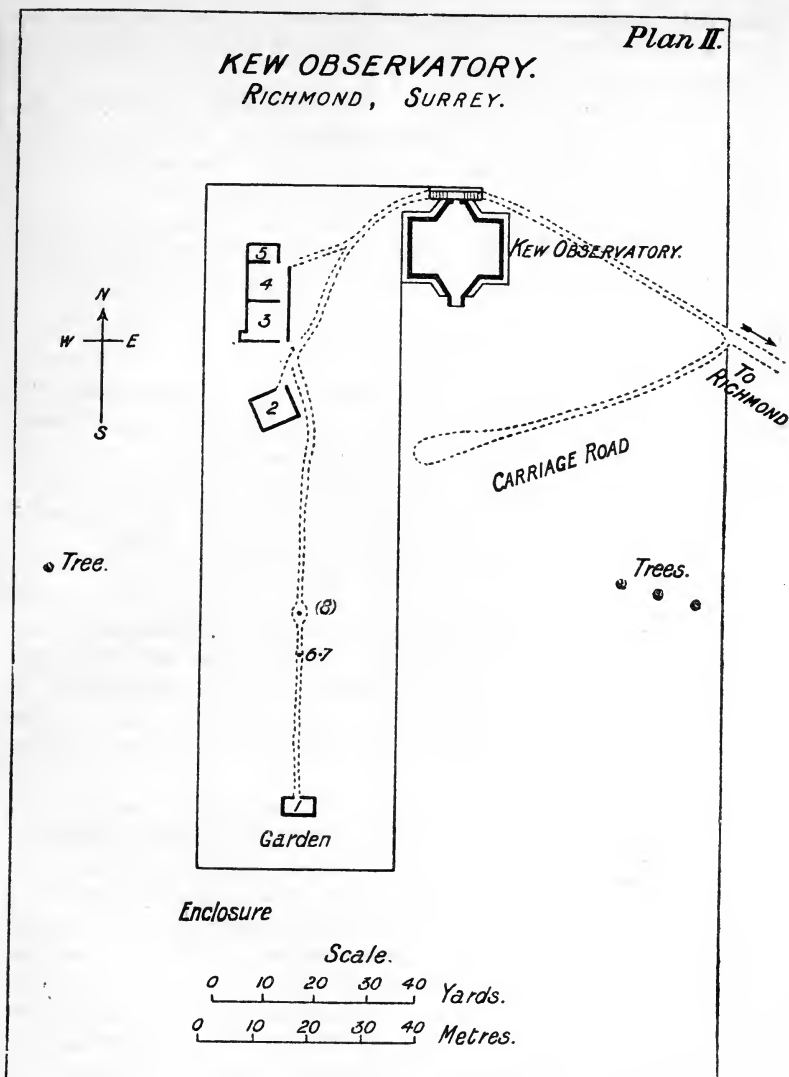 Plan II.
KEW OBSERVATORY.
RICHMOND, SURREY.
5
4
3
2
KEW OBSERVATORY.
N
W E
S
TO
RICHMOND
CARRIAGE ROAD
Tree.
Trees.
(8)
6·7
1
Garden
Enclosure
Scale.
0 10 20 30 40 Yards.
0 10 20 30 40 Metres.